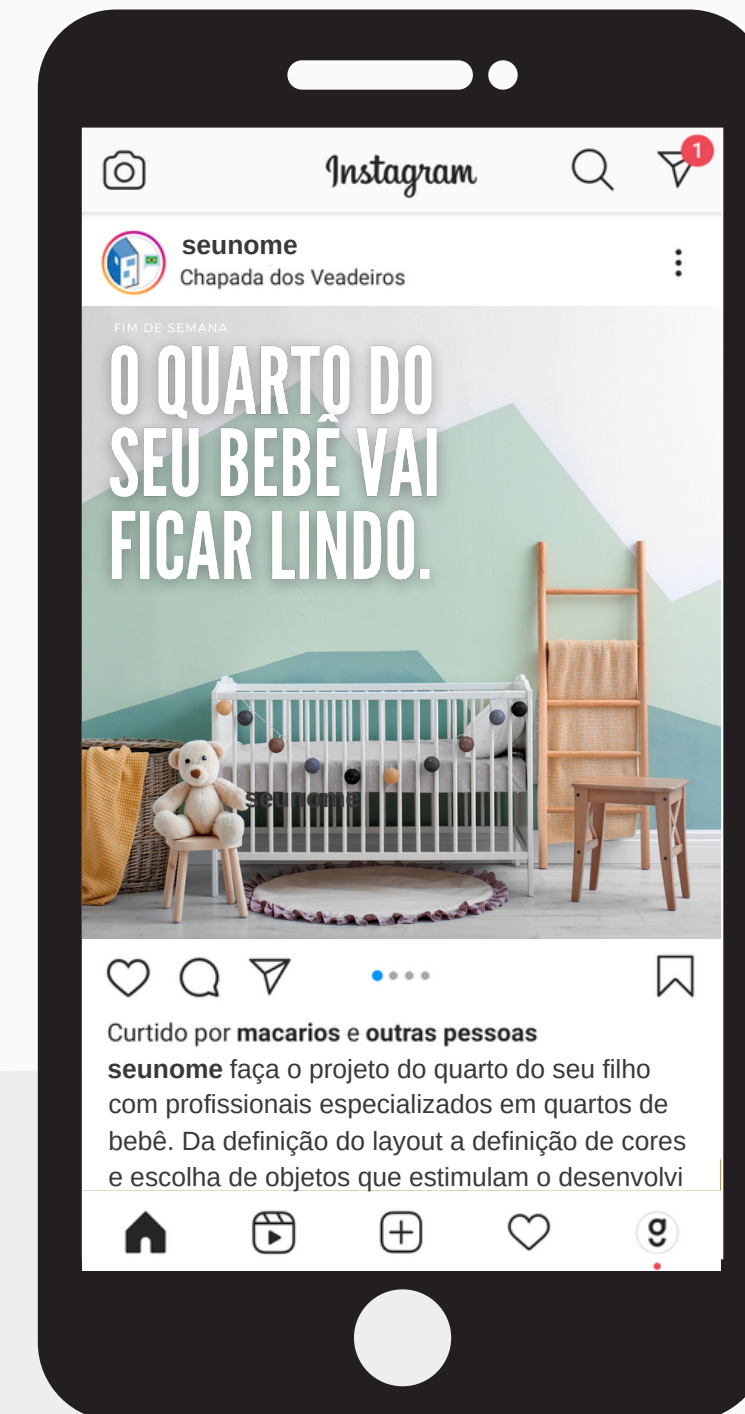 Instagram
1
seunome
Chapada dos Veadeiros
FIM DE SEMANA
O QUARTO DO
SEU BEBÊ VAI
FICAR LINDO.
seunome
Curtido por macarios e outras pessoas
seunome faça o projeto do quarto do seu filho
com profissionais especializados em quartos de
bebê. Da definição do layout a definição de cores
e escolha de objetos que estimulam o desenvolvi
g